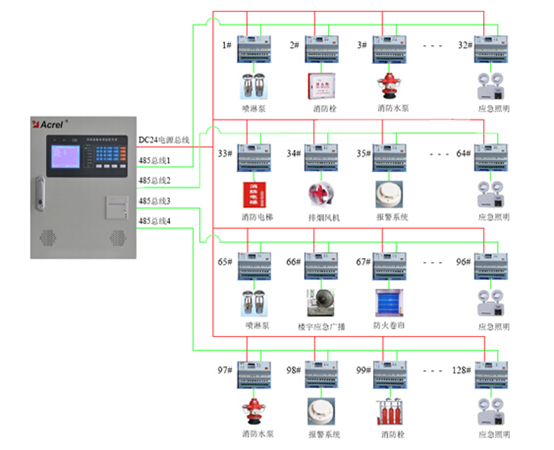 1#
2#
3#
- - -
32#
喷淋泵
消防栓
消防水泵
应急照明
Acrel®
DC24电源总线
485总线1
485总线2
485总线3
485总线4
33#
34#
35#
- - -
64#
消防电梯
消防电梯
排烟风机
报警系统
应急照明
65#
66#
67#
- - -
96#
喷淋泵
楼宇应急广播
防火卷帘
应急照明
97#
98#
99#
- - -
128#
消防水泵
报警系统
消防栓
应急照明